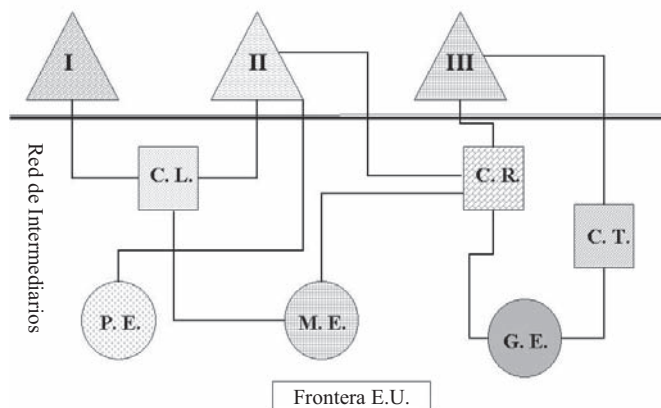 I
II
III
Red de Intermediarios
C. L.
C. R.
C. T.
P. E.
M. E.
G. E.
Frontera E.U.